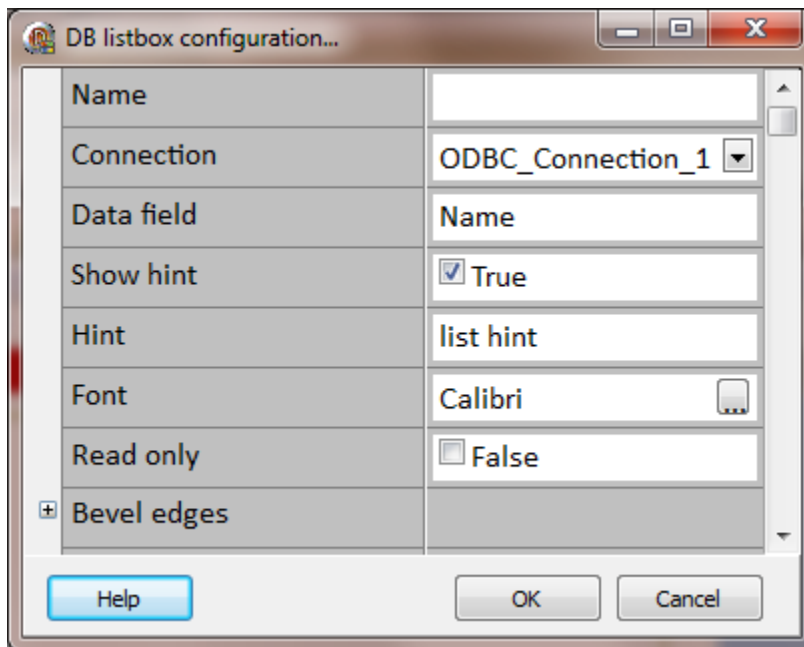 DB listbox configuration...
Name
Connection ODBC_Connection_1
Data field Name
Show hint True
Hint list hint
Font Calibri ...
Read only False
Bevel edges
Help OK Cancel